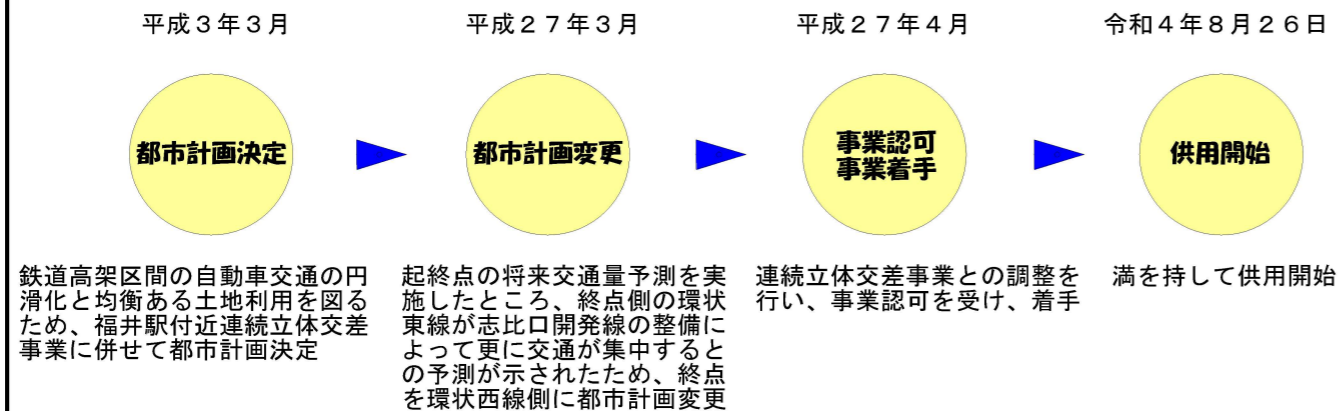 平成３年３月
平成２７年３月
平成２７年４月
令和４年８月２６日
都市計画決定
都市計画変更
事業認可
事業着手
供用開始
鉄道高架区間の自動車交通の円
滑化と均衡ある土地利用を図る
ため、福井駅付近連続立体交差
事業に併せて都市計画決定
起終点の将来交通量予測を実
施したところ、終点側の環状
東線が志比口開発線の整備に
よって更に交通が集中すると
の予測が示されたため、終点
を環状西線側に都市計画変更
連続立体交差事業との調整を
行い、事業認可を受け、着手
満を持して供用開始